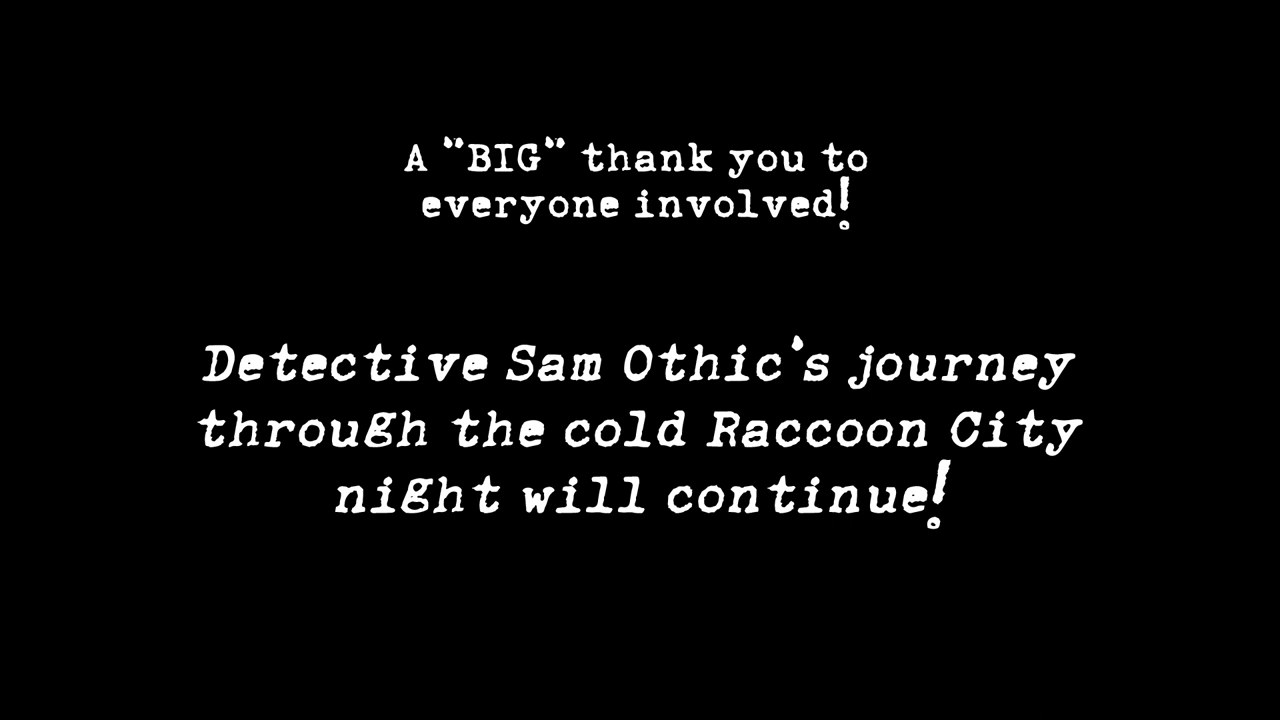 A "BIG" thank you to
everyone involved!
Detective Sam Othic's journey
through the cold Raccoon City
night will continue!